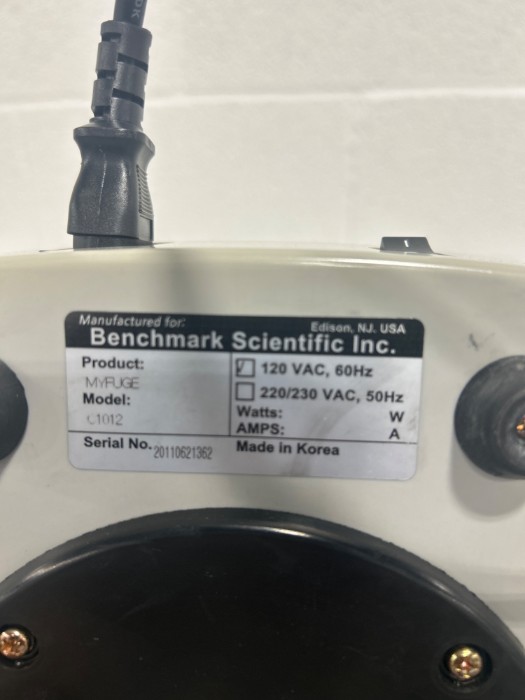 Manufactured for:
Edison, NJ. USA
Benchmark Scientific Inc.
Product:
MYFUGE
Model:
C1012
Serial No. 20110621362
120 VAC, 60Hz
220/230 VAC, 50Hz
Watts: W
AMPS: A
Made in Korea